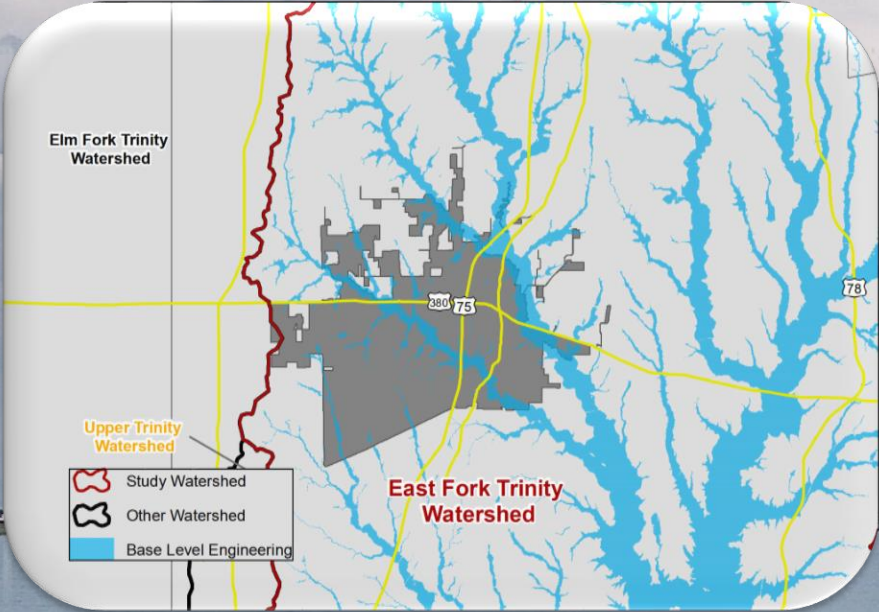 Elm Fork Trinity
Watershed
380
75
78
Upper Trinity
Watershed
East Fork Trinity
Watershed
Study Watershed
Other Watershed
Base Level Engineering